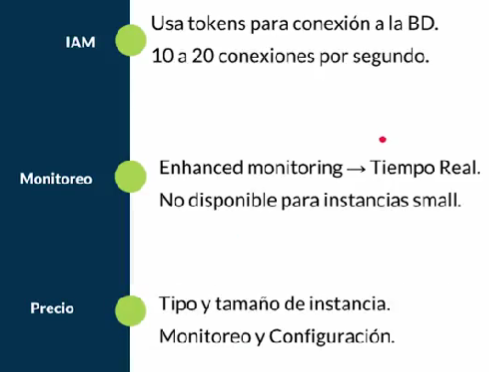 IAM
Usa tokens para conexión a la BD.
10 a 20 conexiones por segundo.
Monitoreo
Enhanced monitoring → Tiempo Real.
No disponible para instancias small.
Precio
Tipo y tamaño de instancia.
Monitoreo y Configuración.